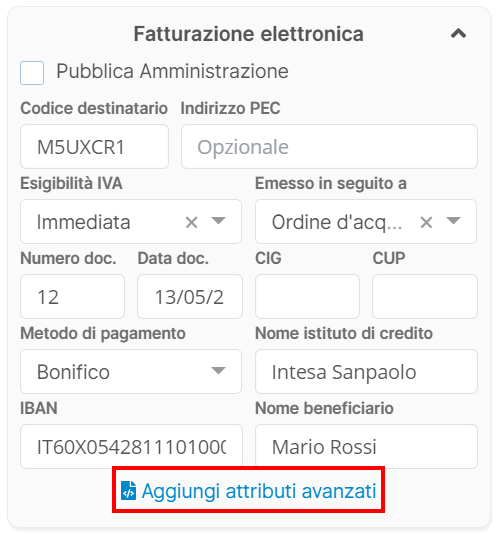 Fatturazione elettronica
Pubblica Amministrazione
Codice destinatario Indirizzo PEC
M5UXCR1 Opzionale
Esigibilità IVA Emesso in seguito a
Immediata Ordine d'acq...
Numero doc. Data doc. CIG CUP
12 13/05/2
Metodo di pagamento Nome istituto di credito
Bonifico Intesa Sanpaolo
IBAN Nome beneficiario
IT60X0542811101000 Mario Rossi
Aggiungi attributi avanzati